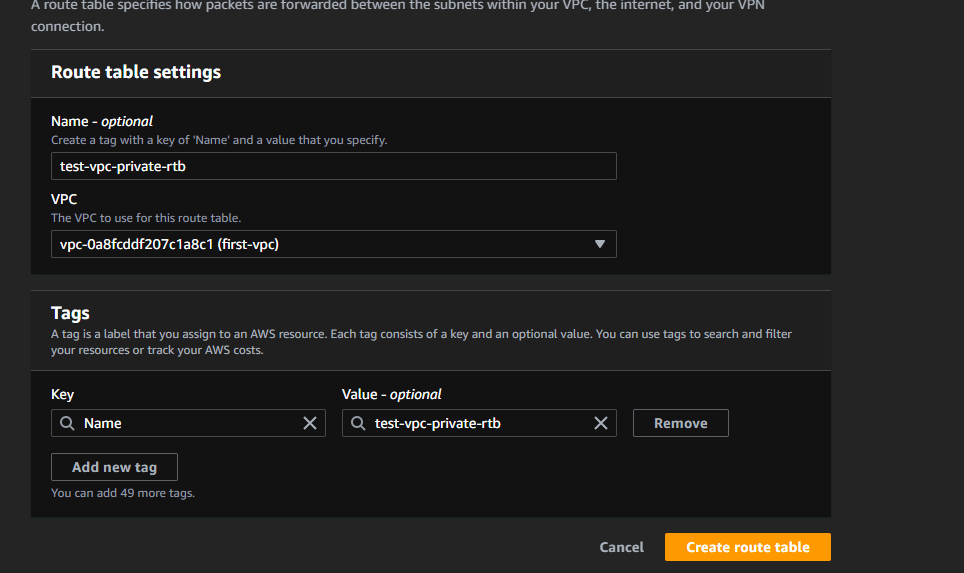 A route table specifies how packets are forwarded between the subnets within your VPC, the internet, and your VPN
connection.
Route table settings
Name - optional
Create a tag with a key of 'Name' and a value that you specify.
test-vpc-private-rtb
VPC
The VPC to use for this route table.
vpc-0a8fcddf207c1a8c1 (first-vpc)
Tags
A tag is a label that you assign to an AWS resource. Each tag consists of a key and an optional value. You can use tags to search and filter
your resources or track your AWS costs.
Key Value - optional
Name test-vpc-private-rtb Remove
Add new tag
You can add 49 more tags.
Cancel Create route table